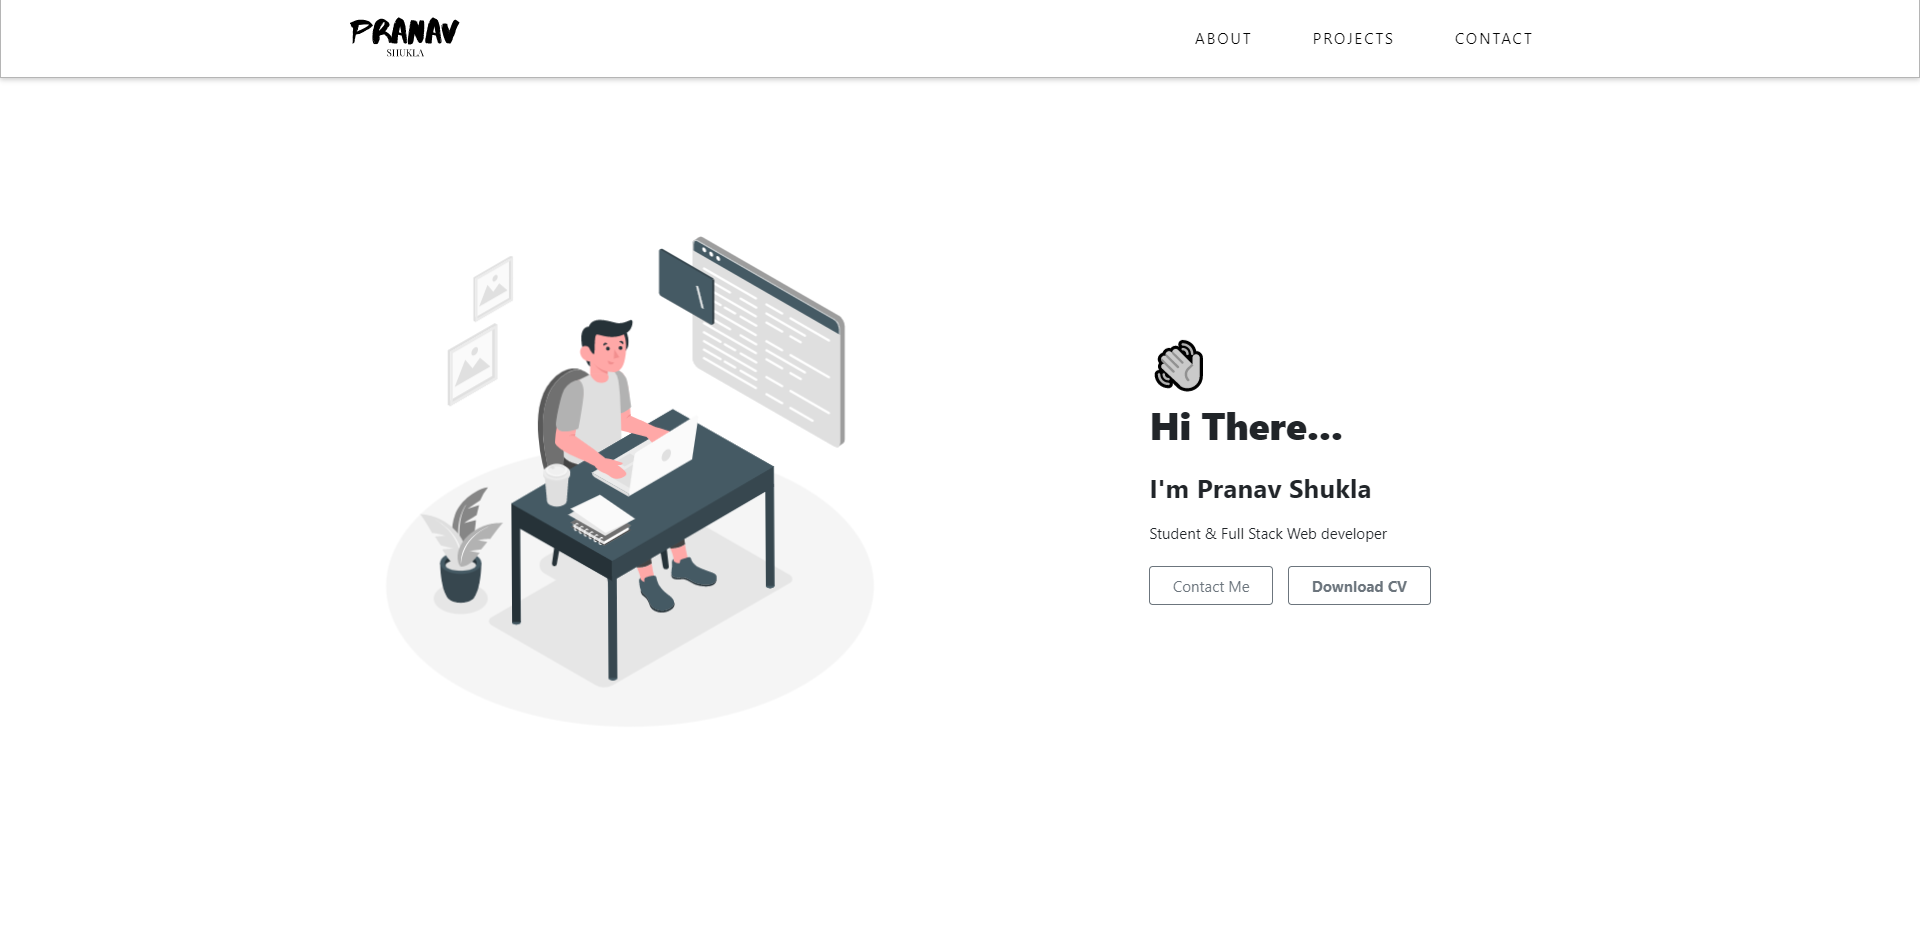 PRANAV
SHUKLA
ABOUT PROJECTS CONTACT
Hi There...
I'm Pranav Shukla
Student & Full Stack Web developer
Contact Me Download CV